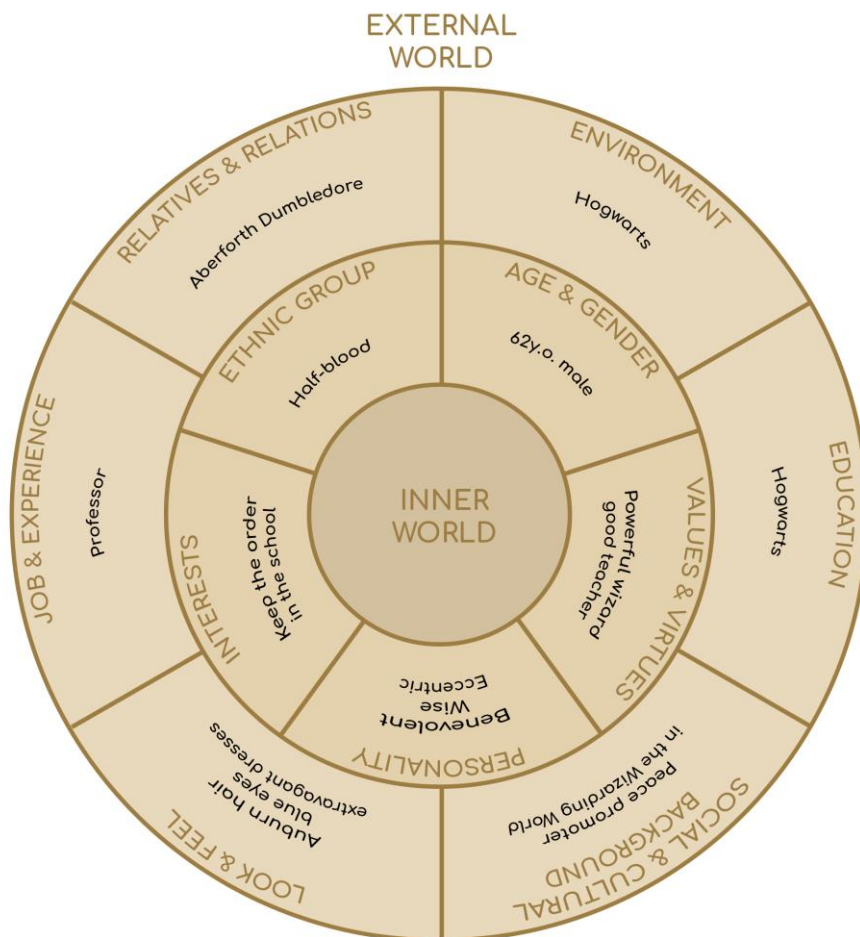 EXTERNAL
WORLD
RELATIVES & RELATIONS
Aberforth Dumbledore
ENVIRONMENT
Hogwarts
ETHNIC GROUP
Half-blood
AGE & GENDER
62y.o. male
JOB & EXPERIENCE
Professor
INTERESTS
Keep the order
in the school
INNER
WORLD
VALUES & VIRTUES
Powerful wizard
good teacher
EDUCATION
Hogwarts
PERSONALITY
Benevolent
Wise
Eccentric
LOOK & FEEL
Auburn hair
blue eyes
extravagant dresses
SOCIAL & CULTURAL
BACKGROUND
Peace promoter
in the Wizarding World